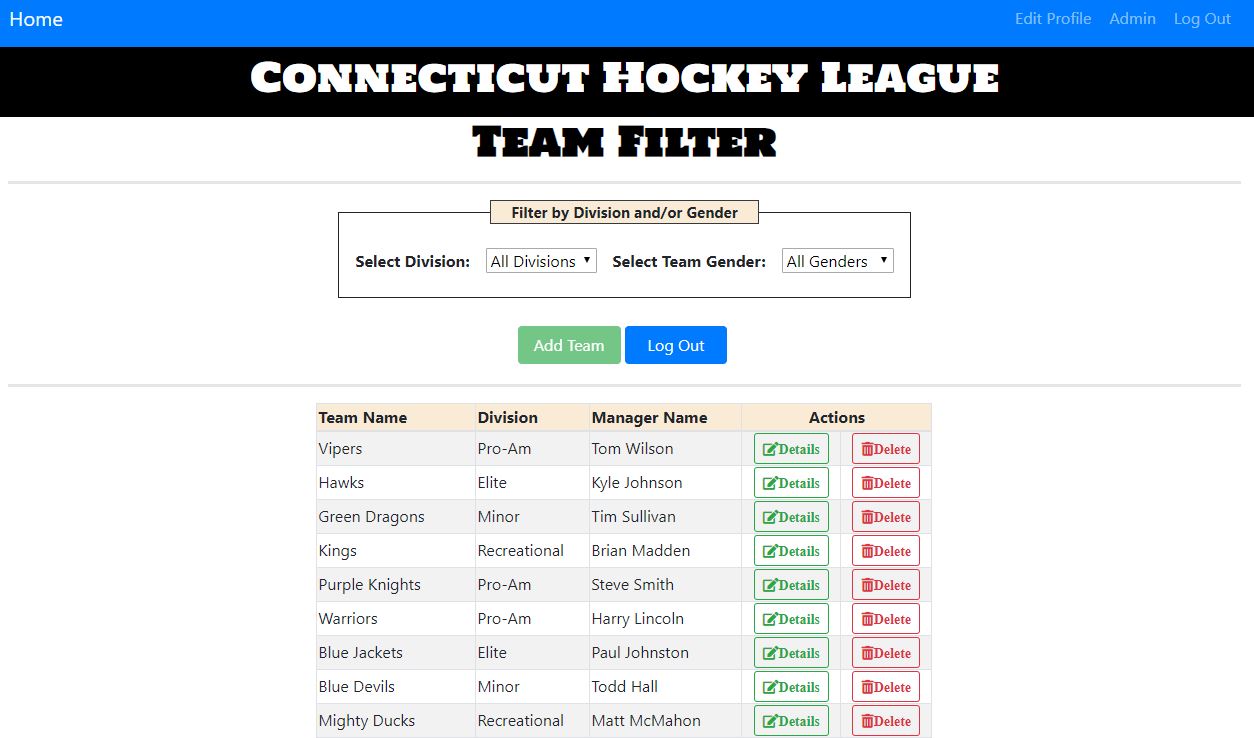 Home Edit Profile Admin Log Out
Connecticut Hockey League
Team Filter
Filter by Division and/or Gender
Select Division: All Divisions Select Team Gender: All Genders
Add Team Log Out
Team Name Division Manager Name Actions
Vipers Pro-Am Tom Wilson Details Delete
Hawks Elite Kyle Johnson Details Delete
Green Dragons Minor Tim Sullivan Details Delete
Kings Recreational Brian Madden Details Delete
Purple Knights Pro-Am Steve Smith Details Delete
Warriors Pro-Am Harry Lincoln Details Delete
Blue Jackets Elite Paul Johnston Details Delete
Blue Devils Minor Todd Hall Details Delete
Mighty Ducks Recreational Matt McMahon Details Delete